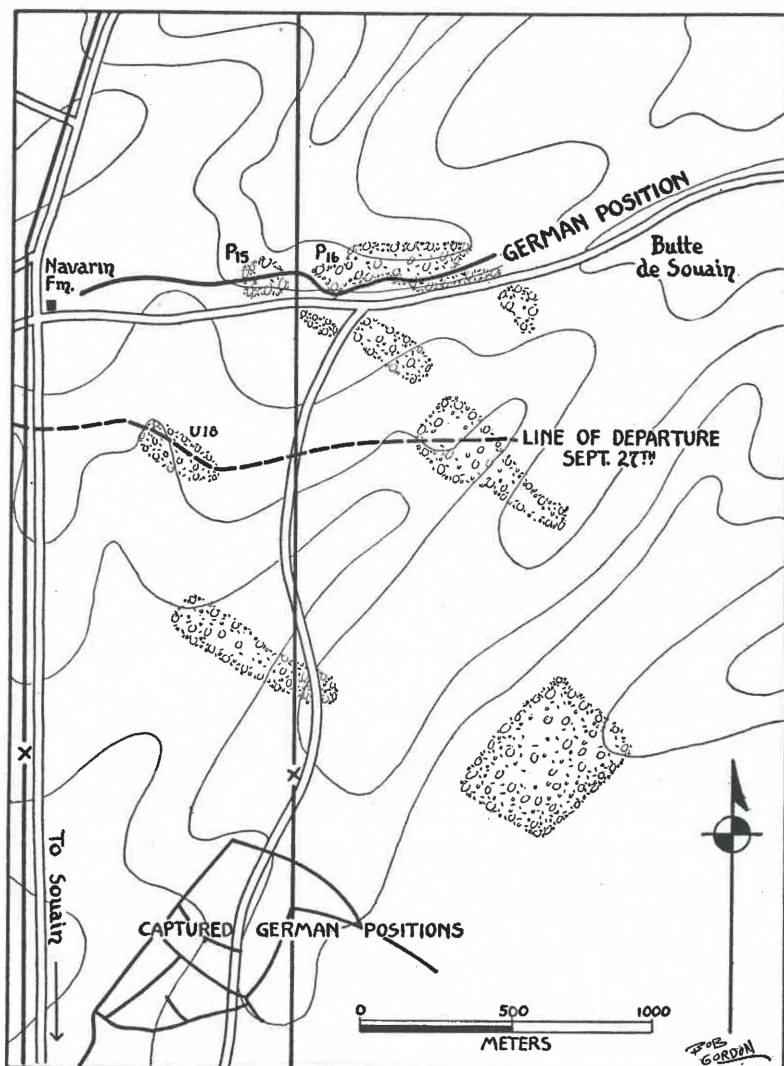 GERMAN POSITION
Butte
de Souain
P15
P16
Navarin
Fm.
U18
LINE OF DEPARTURE
SEPT. 27TH
X
X
To Souain
CAPTURED GERMAN POSITIONS
0 500 1000
METERS
BOB
GORDON